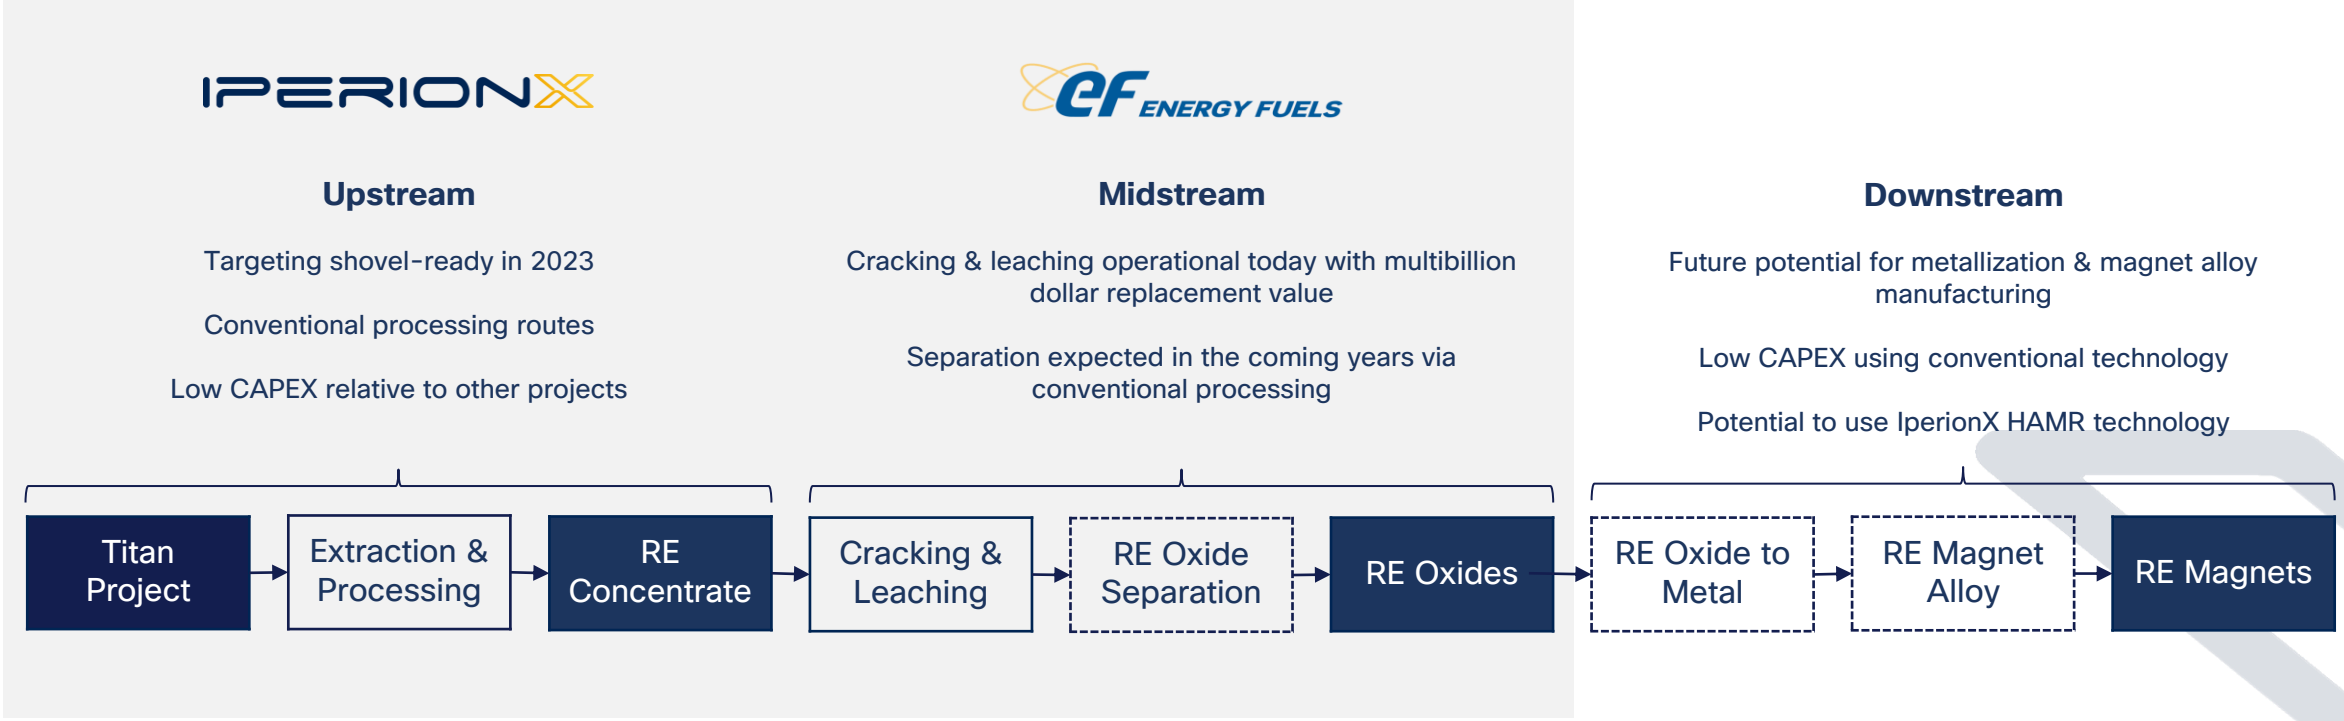 IPERIONX
Upstream
Targeting shovel-ready in 2023
Conventional processing routes
Low CAPEX relative to other projects
eF ENERGY FUELS
Midstream
Cracking & leaching operational today with multibillion
dollar replacement value
Separation expected in the coming years via
conventional processing
Downstream
Future potential for metallization & magnet alloy
manufacturing
Low CAPEX using conventional technology
Potential to use IperionX HAMR technology
Titan
Project
Extraction &
Processing
RE
Concentrate
Cracking &
Leaching
RE Oxide
Separation
RE Oxides
RE Oxide to
Metal
RE Magnet
Alloy
RE Magnets